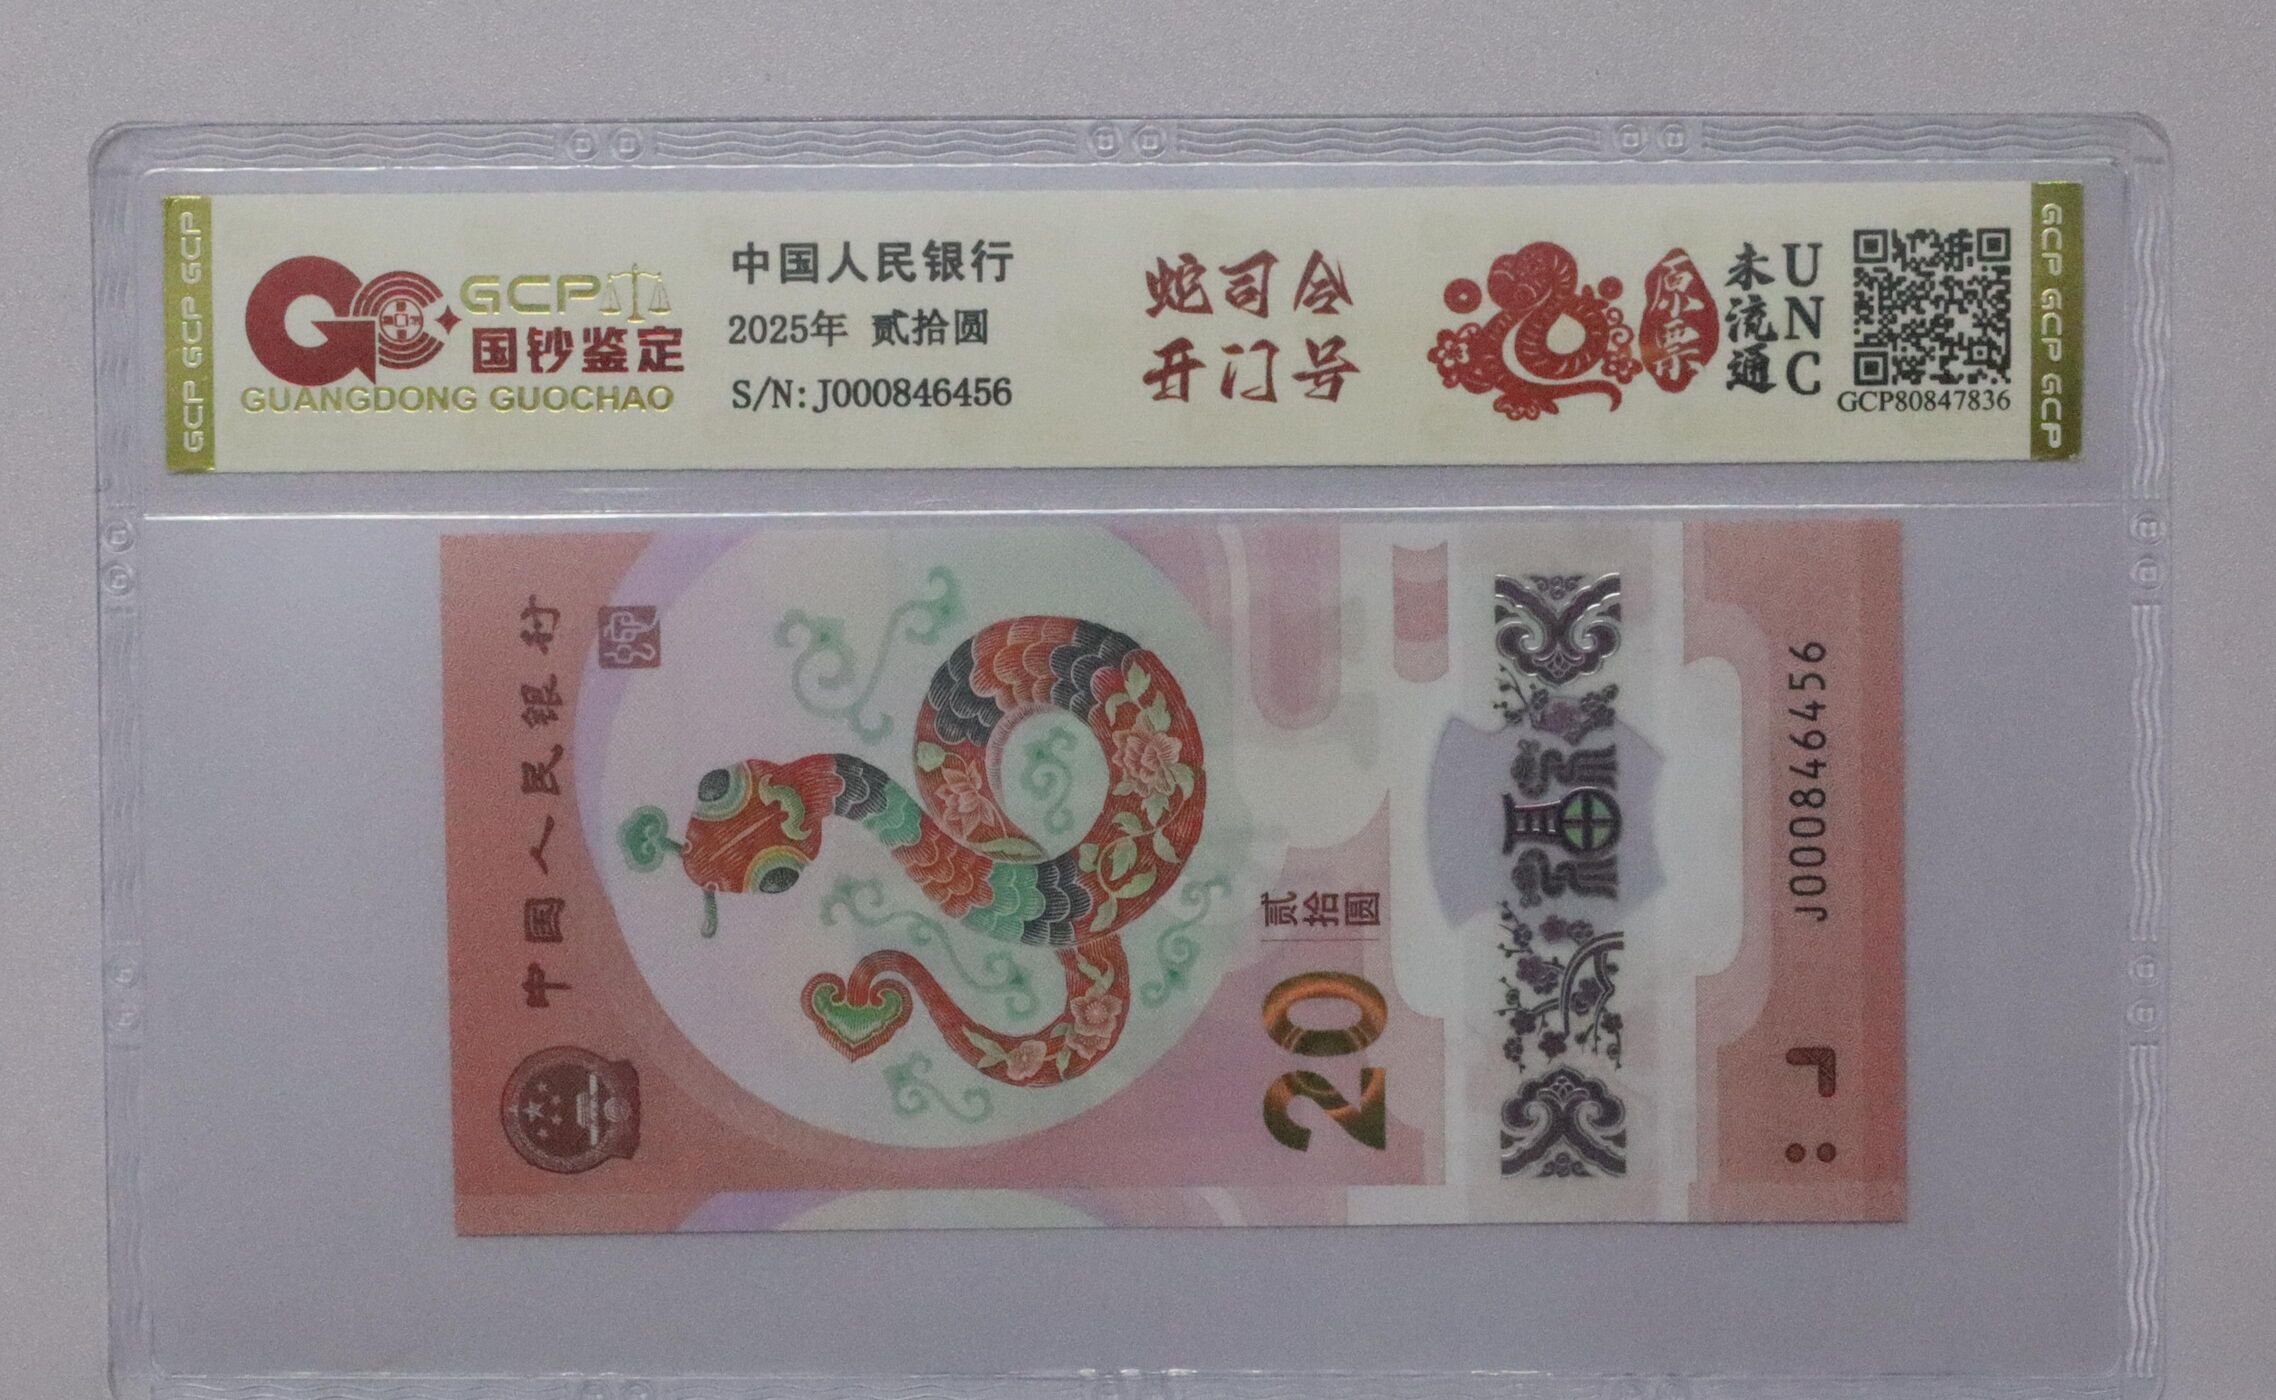 GCP GCP GCP
GCP
国钞鉴定
GUANGDONG GUOCHAO
中国人民银行
2025年 贰拾圆
S/N:J000846456
蛇司令
开门号
原票
未流通
UNC
GCP80847836
GCP GCP GCP
中国人民银行
20
贰拾圆
福
J000846456